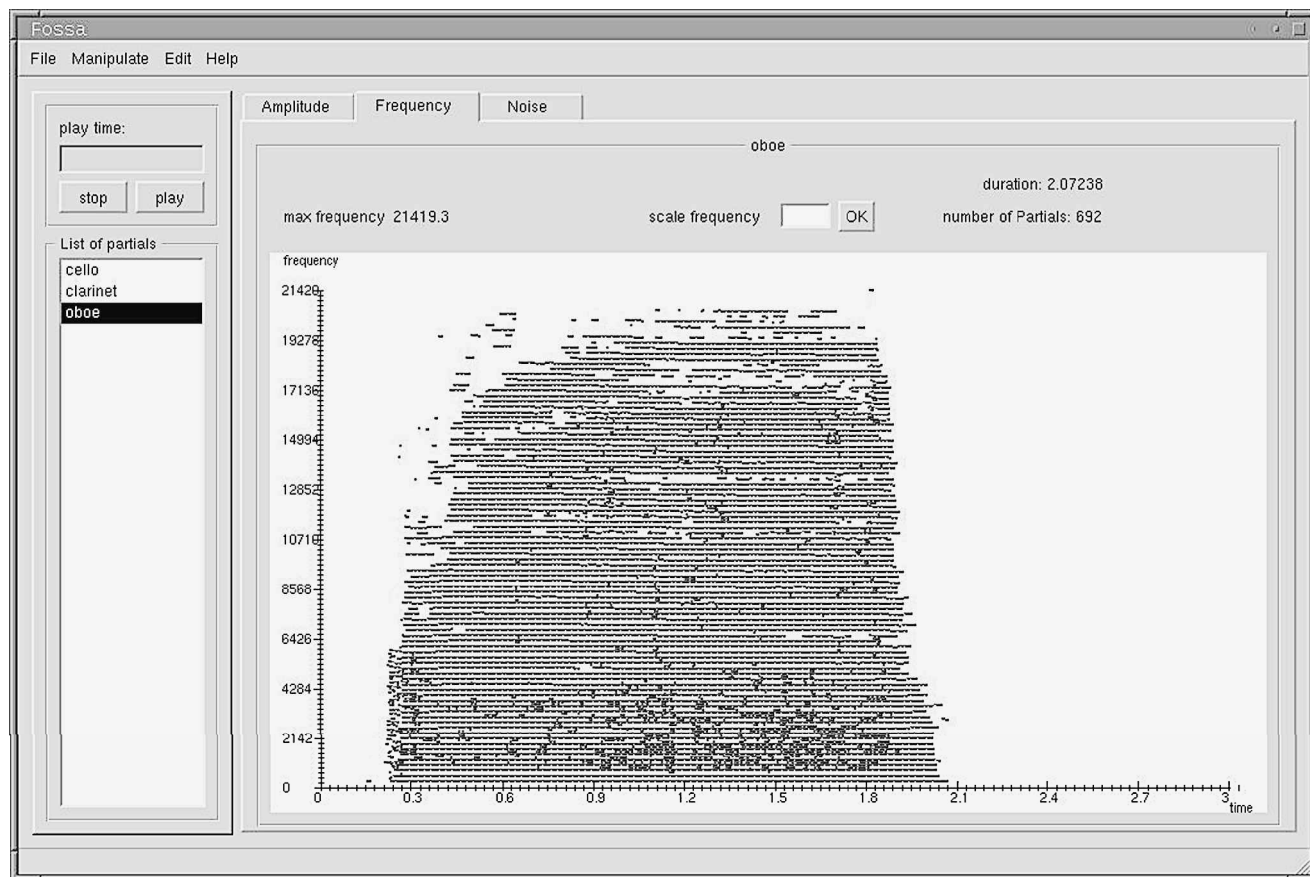 Fossa
File Manipulate Edit Help
play time:
stop play
List of partials
cello
clarinet
oboe
Amplitude Frequency Noise
oboe
duration: 2.07238
max frequency 21419.3 scale frequency OK number of Partials: 692
frequency
21420
19278
17136
14994
12852
10710
8568
6426
4284
2142
0
0 0.3 0.6 0.9 1.2 1.5 1.8 2.1 2.4 2.7 3
time